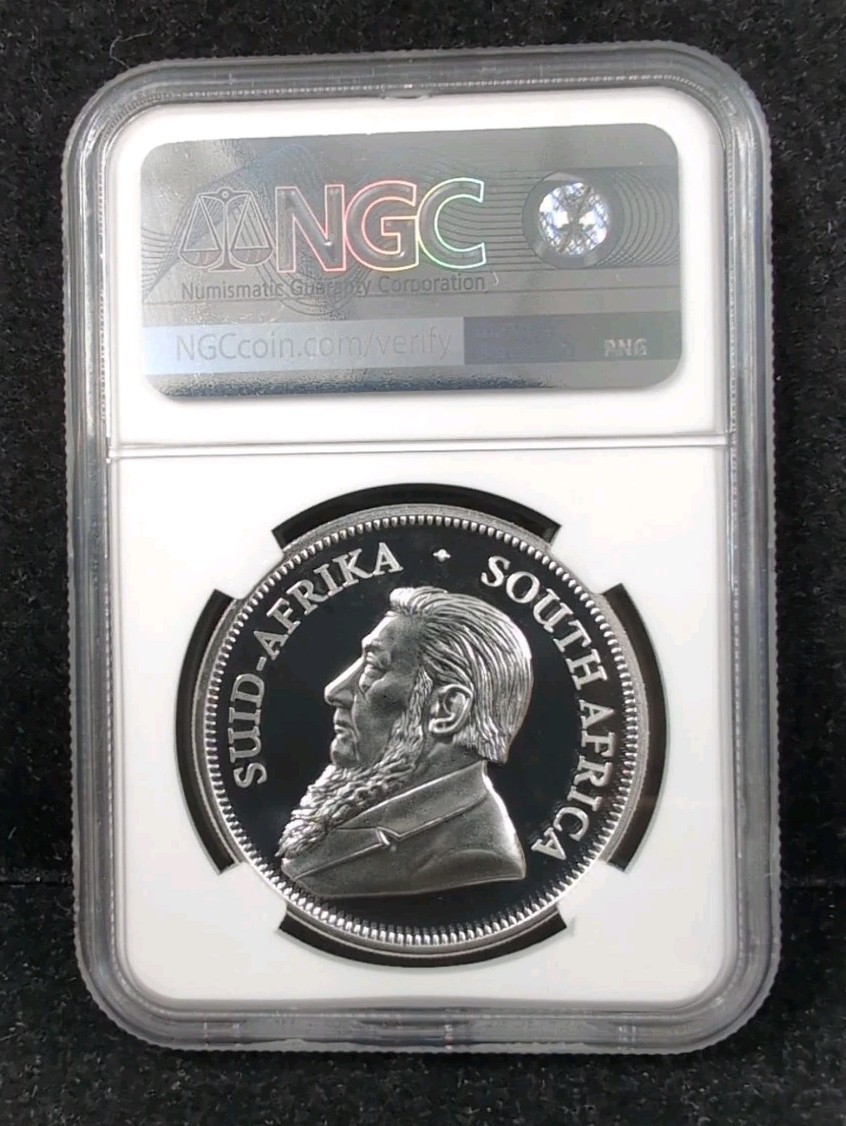 NGC
Numismatic Guaranty Corporation
NGCcoin.com/verify
PNG
SUID-AFRIKA · SOUTH AFRICA